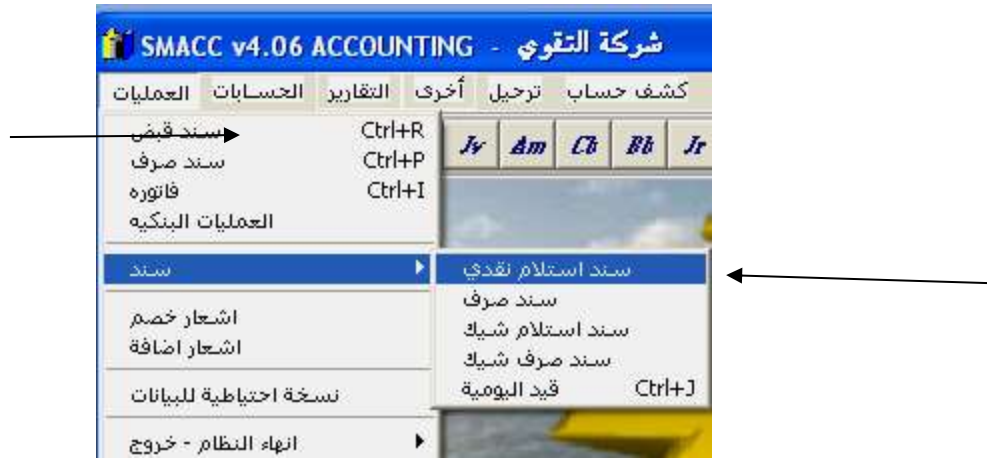 SMACC v4.06 ACCOUNTING - شركة التقوي
العمليات الحسابات التقارير أخرى ترحيل كشف حساب
Jv Am Cb Bb Jr
سند قبض Ctrl+R
سند صرف Ctrl+P
فاتوره Ctrl+I
العمليات البنكيه
سند
اشعار خصم
اشعار اضافة
نسخة احتياطية للبيانات
انهاء النظام - خروج
سند استلام نقدي
سند صرف
سند استلام شيك
سند صرف شيك
قيد اليومية Ctrl+J